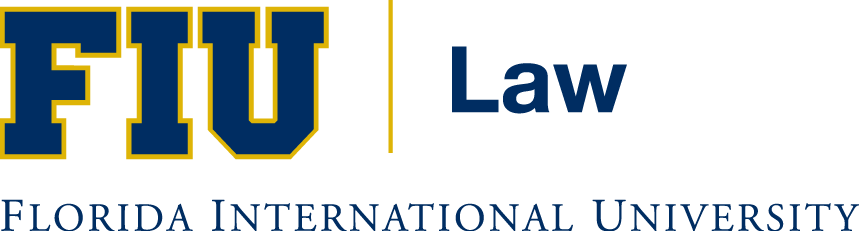 FIU Law
FLORIDA INTERNATIONAL UNIVERSITY